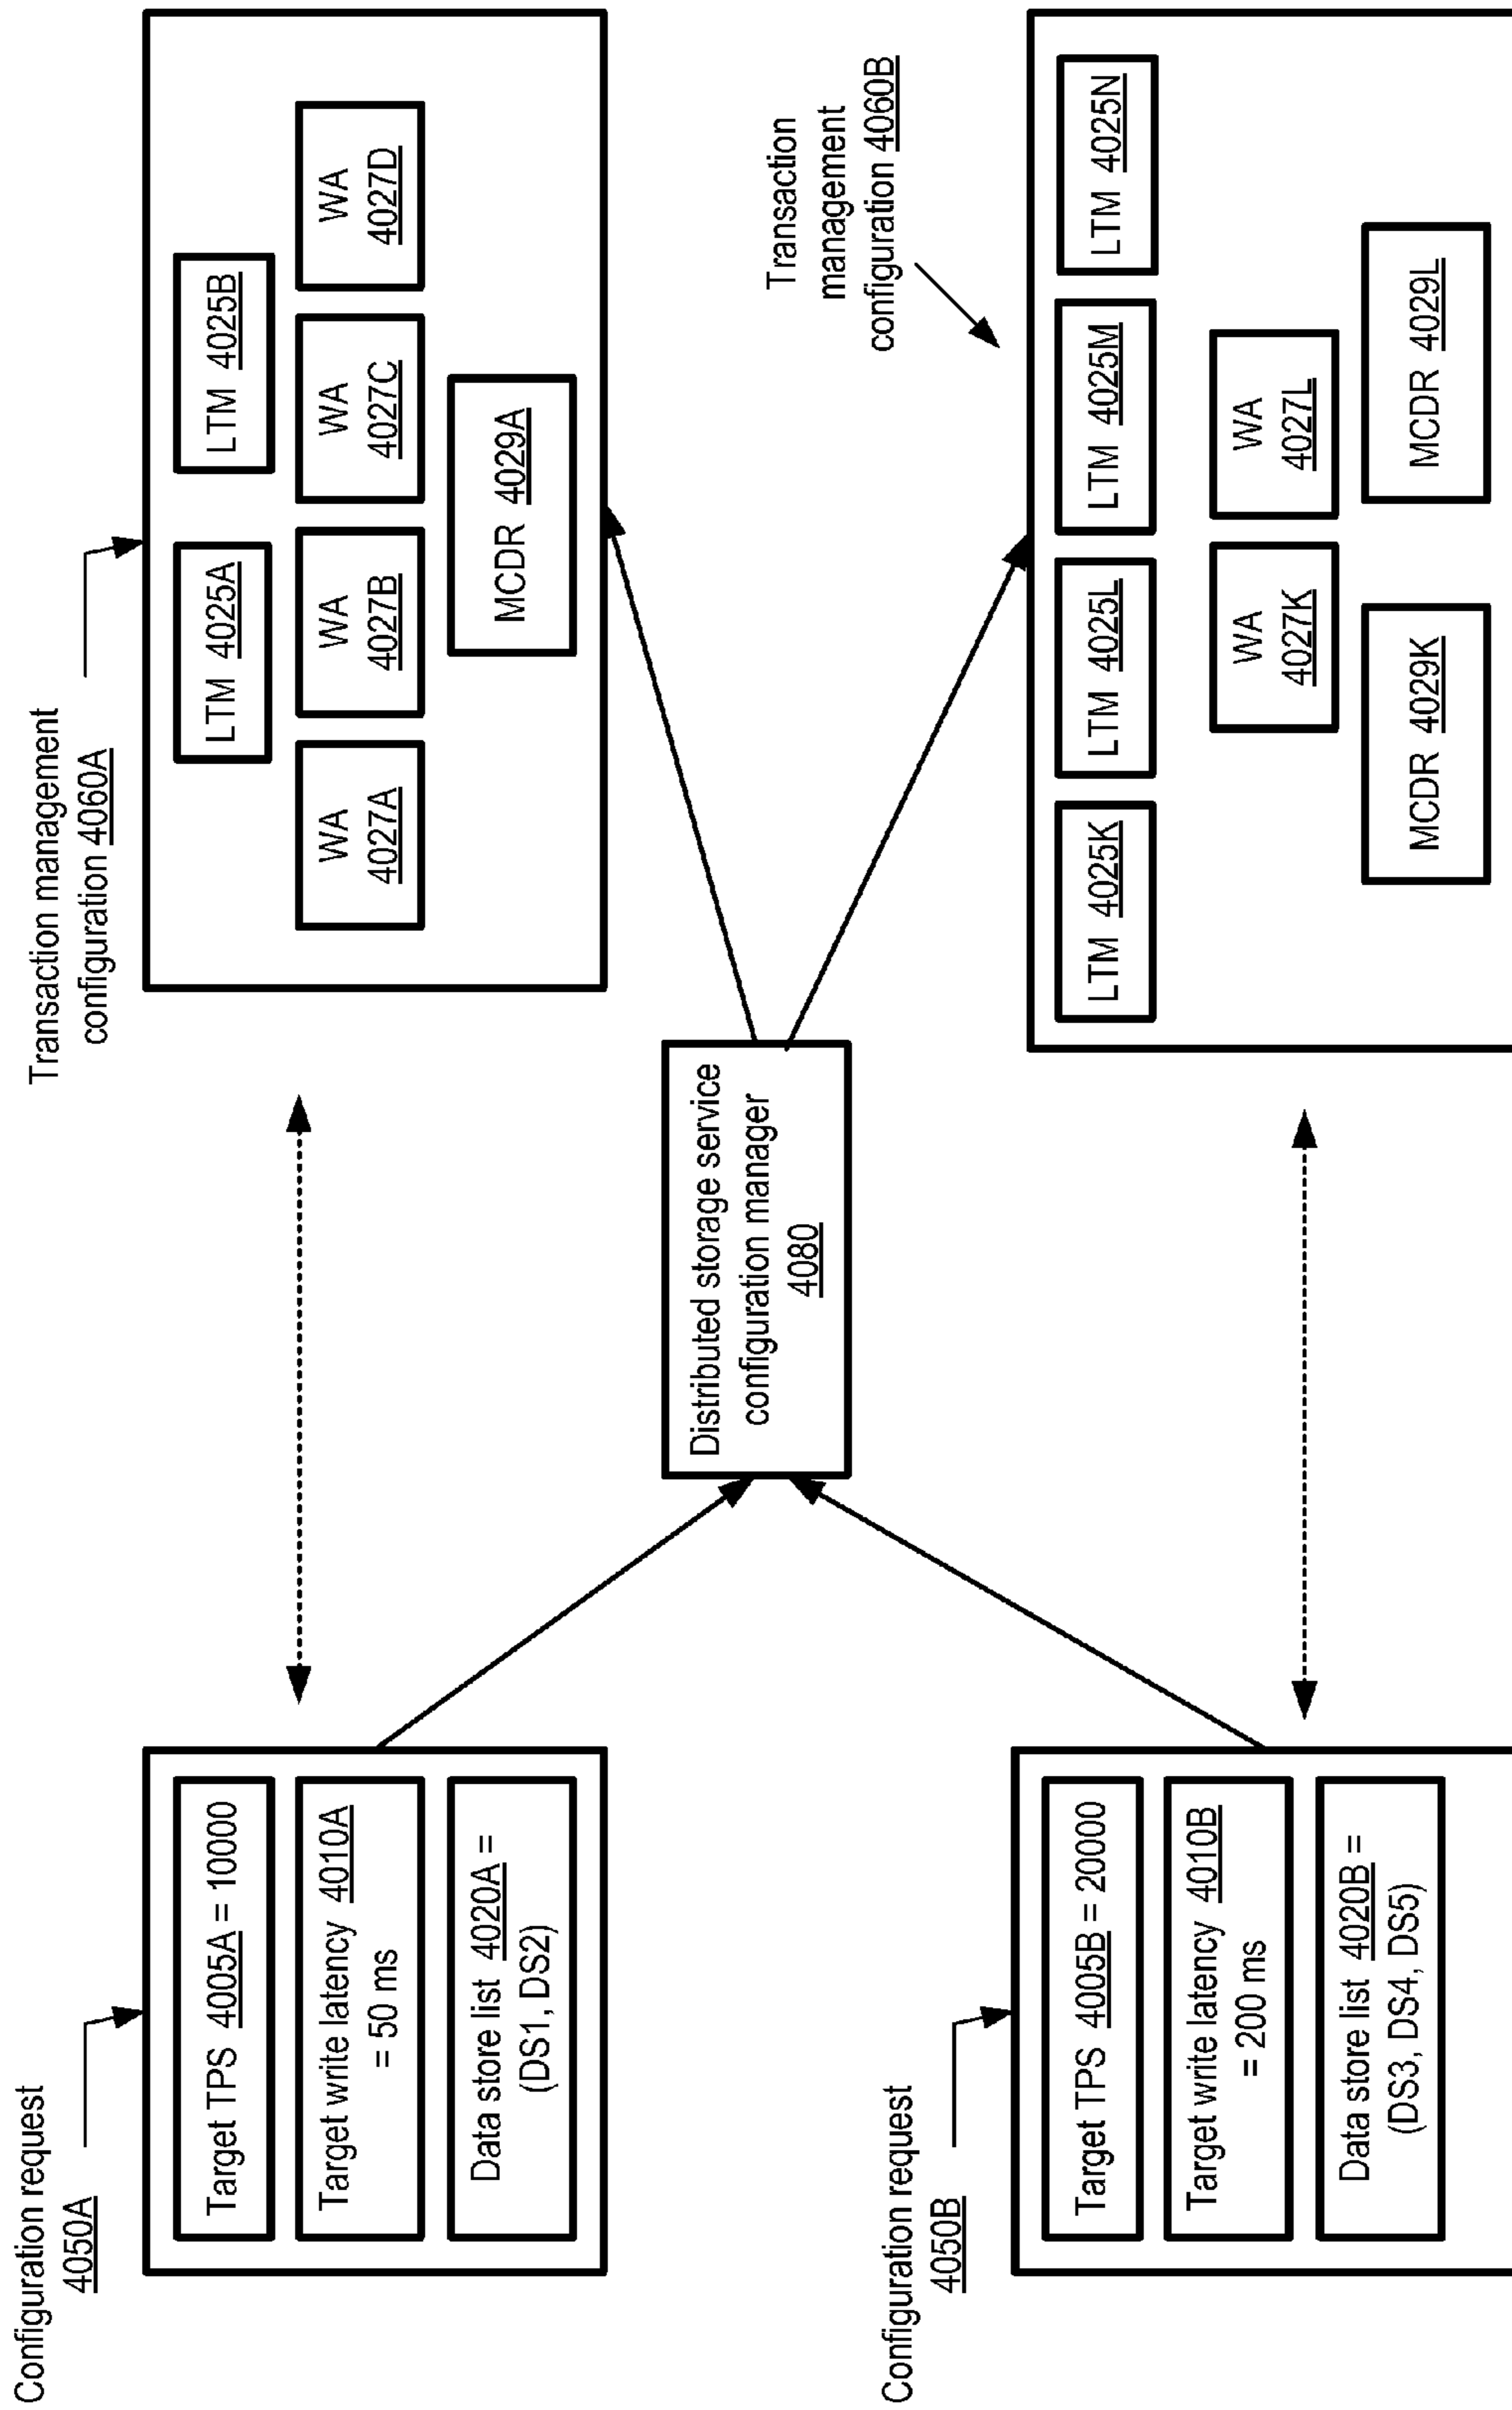 Configuration request
4050A
Target TPS 4005A = 10000
Target write latency 4010A
= 50 ms
Data store list 4020A =
(DS1, DS2)
Configuration request
4050B
Target TPS 4005B = 20000
Target write latency 4010B
= 200 ms
Data store list 4020B =
(DS3, DS4, DS5)
Distributed storage service
configuration manager
4080
Transaction management
configuration 4060A
LTM 4025A
LTM 4025B
WA
4027A
WA
4027B
WA
4027C
WA
4027D
MCDR 4029A
Transaction
management
configuration 4060B
LTM 4025K
LTM 4025L
LTM 4025M
LTM 4025N
WA
4027K
WA
4027L
MCDR 4029K
MCDR 4029L